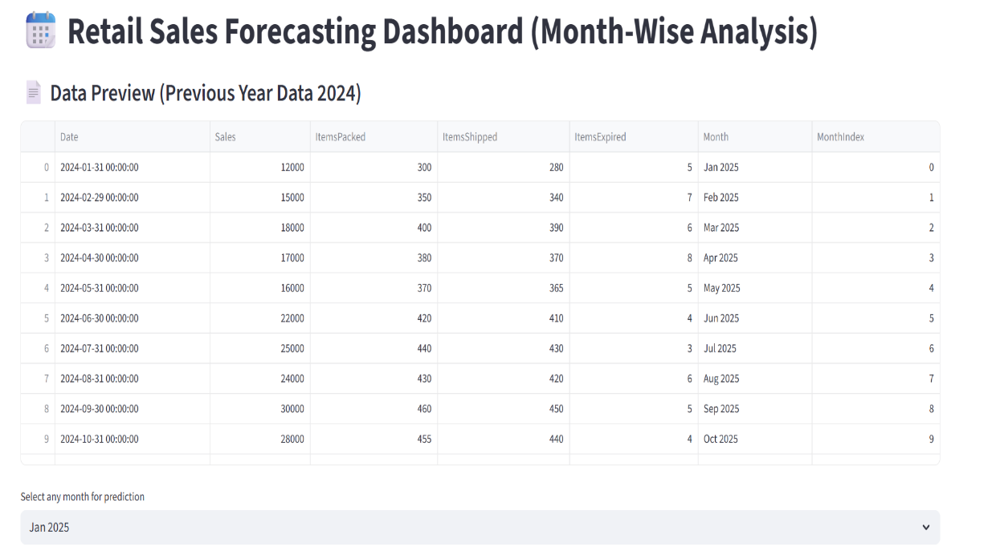 Retail Sales Forecasting Dashboard (Month-Wise Analysis)
Data Preview (Previous Year Data 2024)
Date Sales ItemsPacked ItemsShipped ItemsExpired Month MonthIndex
0 2024-01-31 00:00:00 12000 300 280 5 Jan 2025 0
1 2024-02-29 00:00:00 15000 350 340 7 Feb 2025 1
2 2024-03-31 00:00:00 18000 400 390 6 Mar 2025 2
3 2024-04-30 00:00:00 17000 380 370 8 Apr 2025 3
4 2024-05-31 00:00:00 16000 370 365 5 May 2025 4
5 2024-06-30 00:00:00 22000 420 410 4 Jun 2025 5
6 2024-07-31 00:00:00 25000 440 430 3 Jul 2025 6
7 2024-08-31 00:00:00 24000 430 420 6 Aug 2025 7
8 2024-09-30 00:00:00 30000 460 450 5 Sep 2025 8
9 2024-10-31 00:00:00 28000 455 440 4 Oct 2025 9
Select any month for prediction
Jan 2025